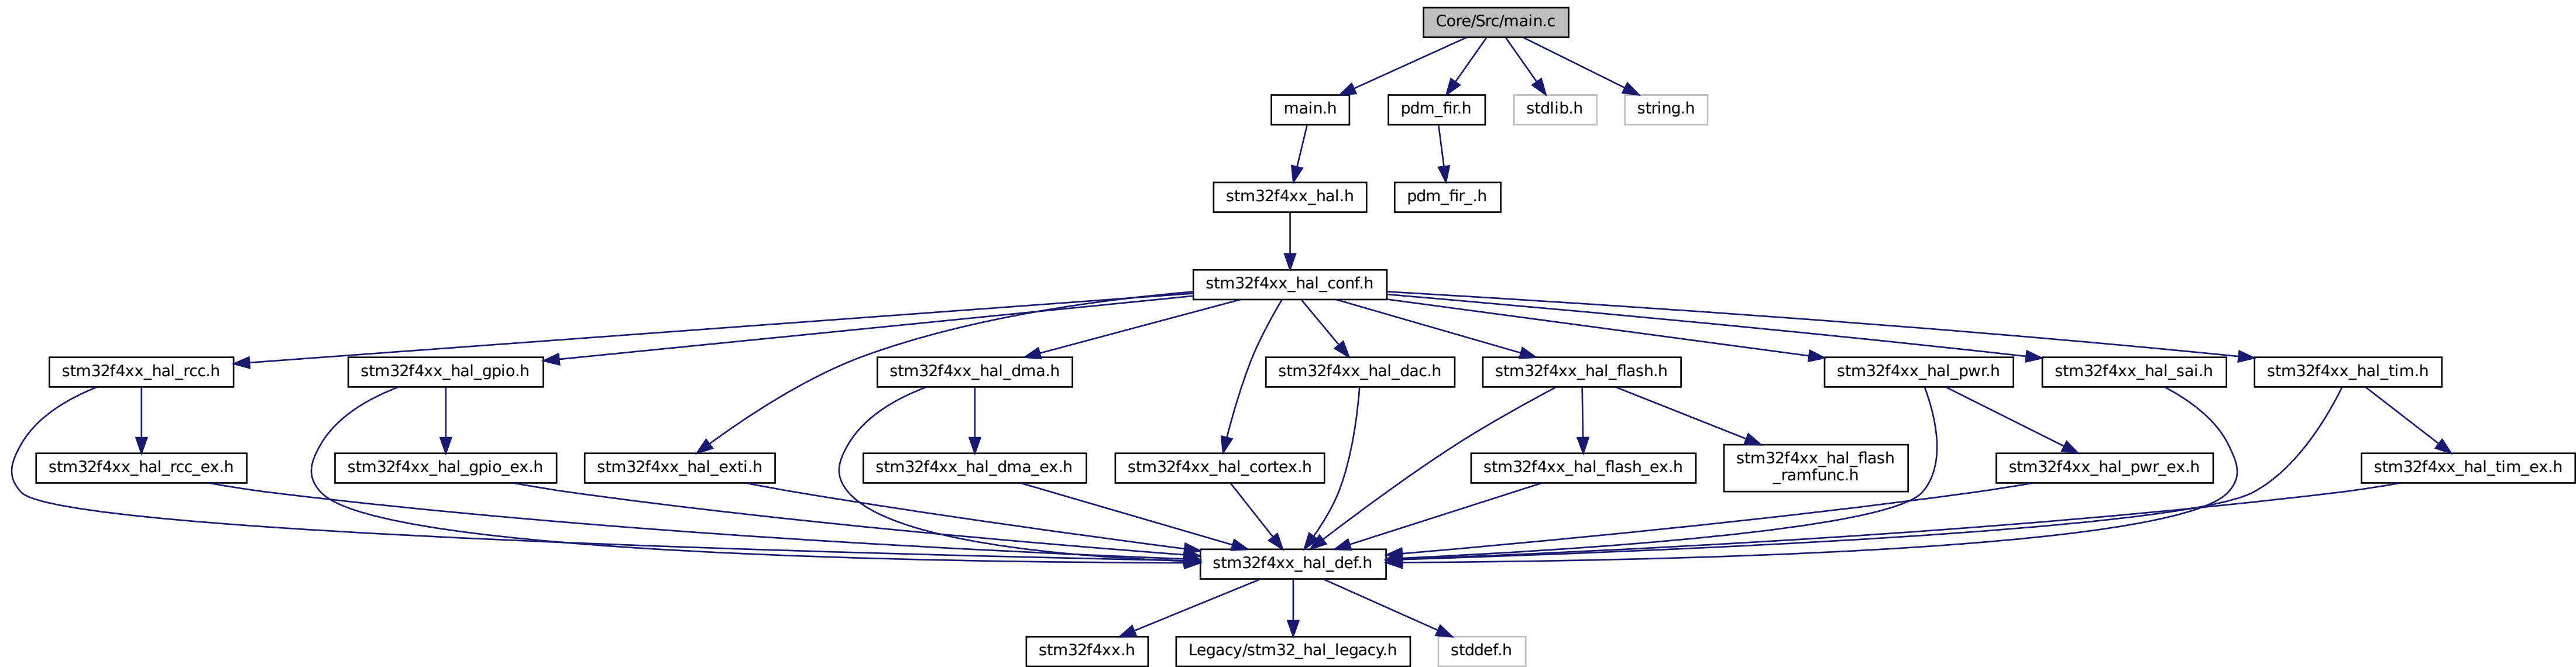 Core/Src/main.c
main.h
pdm_fir.h
stdlib.h
string.h
stm32f4xx_hal.h
pdm_fir_.h
stm32f4xx_hal_conf.h
stm32f4xx_hal_rcc.h
stm32f4xx_hal_gpio.h
stm32f4xx_hal_dma.h
stm32f4xx_hal_dac.h
stm32f4xx_hal_flash.h
stm32f4xx_hal_pwr.h
stm32f4xx_hal_sai.h
stm32f4xx_hal_tim.h
stm32f4xx_hal_rcc_ex.h
stm32f4xx_hal_gpio_ex.h
stm32f4xx_hal_exti.h
stm32f4xx_hal_dma_ex.h
stm32f4xx_hal_cortex.h
stm32f4xx_hal_flash_ex.h
stm32f4xx_hal_flash
_ramfunc.h
stm32f4xx_hal_pwr_ex.h
stm32f4xx_hal_tim_ex.h
stm32f4xx_hal_def.h
stm32f4xx.h
Legacy/stm32_hal_legacy.h
stddef.h